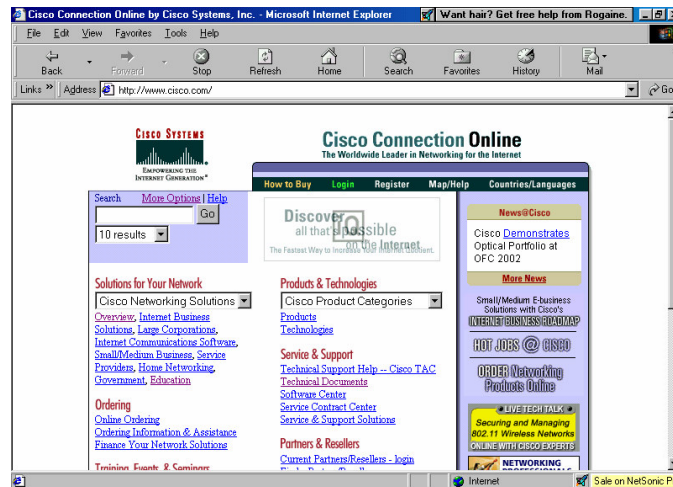 Cisco Connection Online by Cisco Systems, Inc. - Microsoft Internet Explorer
Want hair? Get free help from Rogaine.
File Edit View Favorites Tools Help
Back Forward Stop Refresh Home Search Favorites History Mail
Links » Address http://www.cisco.com/ Go
CISCO SYSTEMS
EMPOWERING THE
INTERNET GENERATION
Cisco Connection Online
The Worldwide Leader in Networking for the Internet
How to Buy Login Register Map/Help Countries/Languages
Search More Options | Help
Go
10 results
Discover
all that's possible
on the Internet.
The Fastest Way to Increase Your Internet Quotient.
News@Cisco
Cisco Demonstrates
Optical Portfolio at
OFC 2002
More News
Small/Medium E-business
Solutions with Cisco's
INTERNET BUSINESS ROADMAP
HOT JOBS @ CISCO
ORDER Networking
Products Online
LIVE TECH TALK
Securing and Managing
802.11 Wireless Networks
ONLINE WITH CISCO EXPERTS
NETWORKING
PROFESSIONALS
Solutions for Your Network
Cisco Networking Solutions
Overview, Internet Business
Solutions, Large Corporations,
Internet Communications Software,
Small/Medium Business, Service
Providers, Home Networking,
Government, Education
Ordering
Online Ordering
Ordering Information & Assistance
Finance Your Network Solutions
Training, Events, & Seminars
Products & Technologies
Cisco Product Categories
Products
Technologies
Service & Support
Technical Support Help -- Cisco TAC
Technical Documents
Software Center
Service Contract Center
Service & Support Solutions
Partners & Resellers
Current Partners/Resellers - login
Internet
Sale on NetSonic P